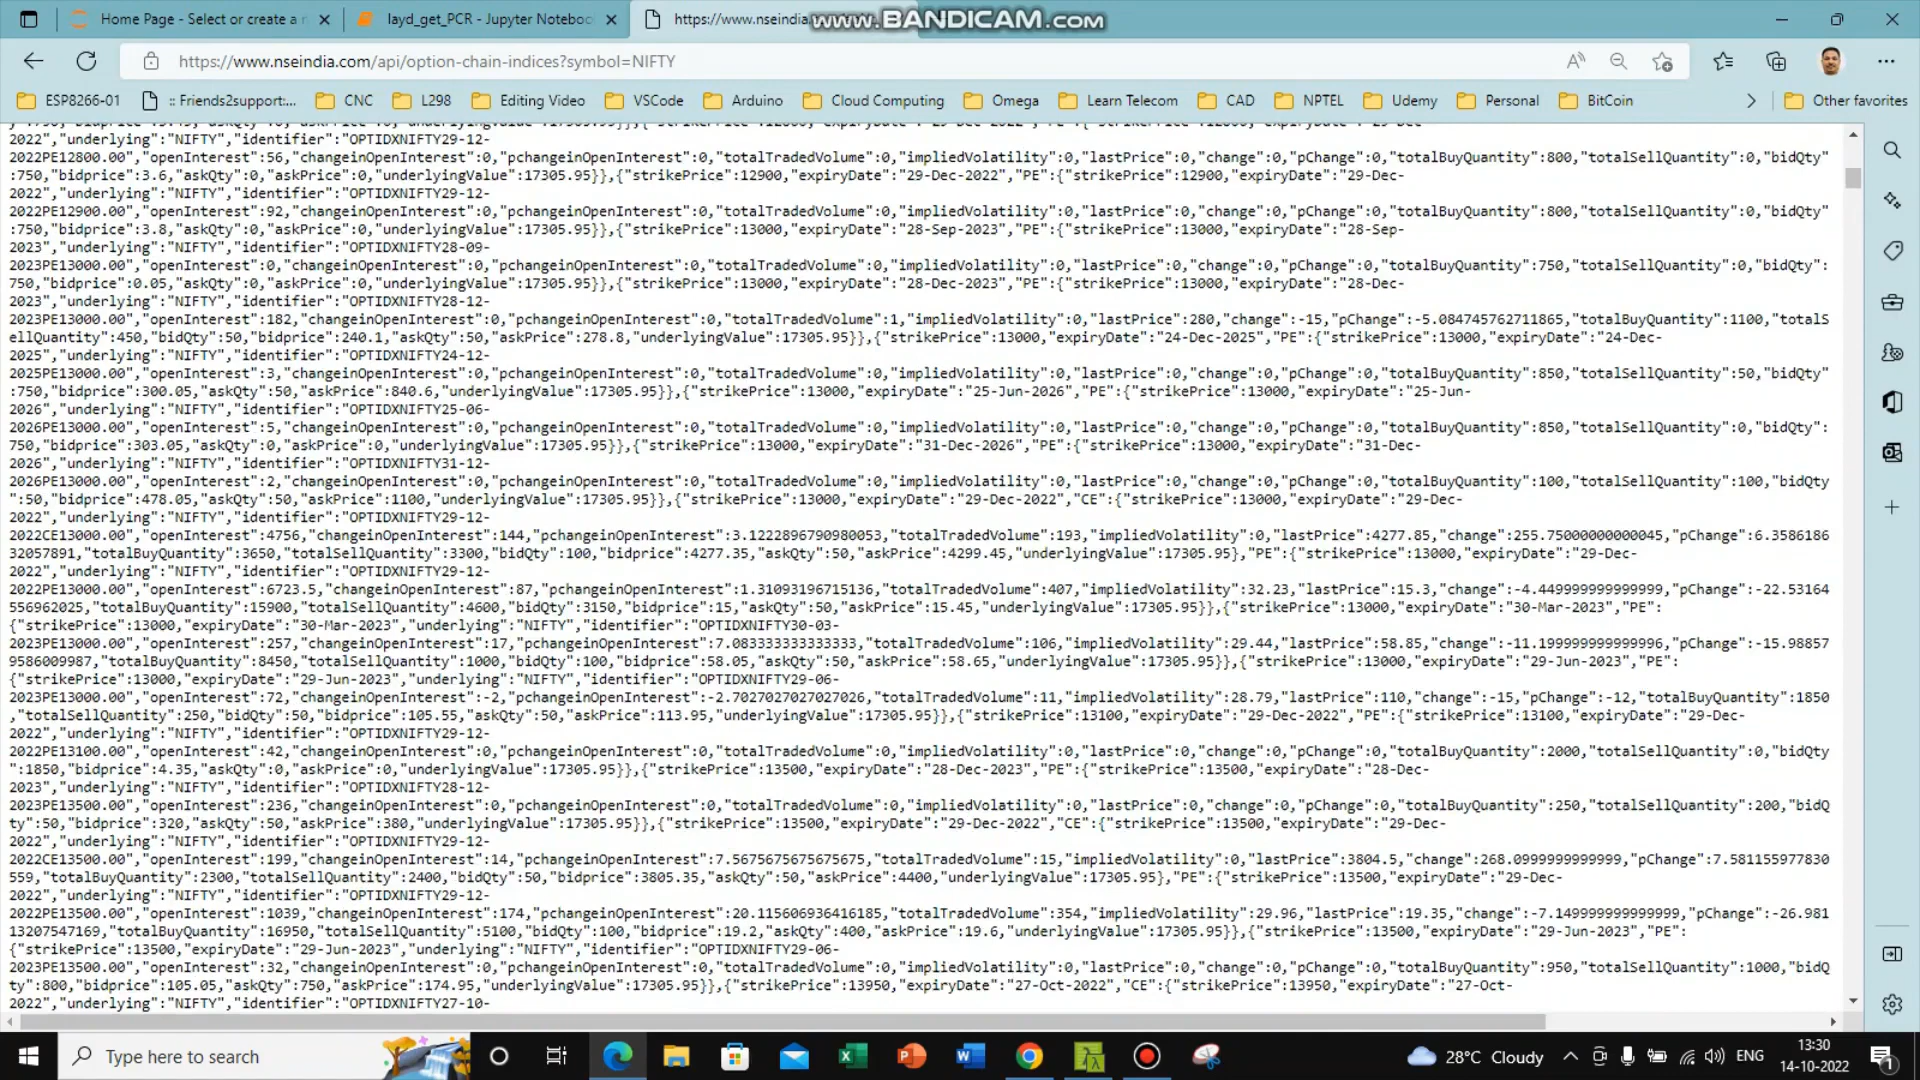 Home Page - Select or create a n
layd_get_PCR - Jupyter Notebook
https://www.nseindia.
www.BANDICAM.com
https://www.nseindia.com/api/option-chain-indices?symbol=NIFTY
ESP8266-01
:: Friends2support:...
CNC
L298
Editing Video
VSCode
Arduino
Cloud Computing
Omega
Learn Telecom
CAD
NPTEL
Udemy
Personal
BitCoin
Other favorites
2022","underlying":"NIFTY","identifier":"OPTIDXNIFTY29-12-
2022PE12800.00","openInterest":56,"changeinOpenInterest":0,"pchangeinOpenInterest":0,"totalTradedVolume":0,"impliedVolatility":0,"lastPrice":0,"change":0,"pChange":0,"totalBuyQuantity":800,"totalSellQuantity":0,"bidQty"
:750,"bidprice":3.6,"askQty":0,"askPrice":0,"underlyingValue":17305.95}},{"strikePrice":12900,"expiryDate":"29-Dec-2022","PE":{"strikePrice":12900,"expiryDate":"29-Dec-
2022","underlying":"NIFTY","identifier":"OPTIDXNIFTY29-12-
2022PE12900.00","openInterest":92,"changeinOpenInterest":0,"pchangeinOpenInterest":0,"totalTradedVolume":0,"impliedVolatility":0,"lastPrice":0,"change":0,"pChange":0,"totalBuyQuantity":800,"totalSellQuantity":0,"bidQty"
:750,"bidprice":3.8,"askQty":0,"askPrice":0,"underlyingValue":17305.95}},{"strikePrice":13000,"expiryDate":"28-Sep-2023","PE":{"strikePrice":13000,"expiryDate":"28-Sep-
2023","underlying":"NIFTY","identifier":"OPTIDXNIFTY28-09-
2023PE13000.00","openInterest":0,"changeinOpenInterest":0,"pchangeinOpenInterest":0,"totalTradedVolume":0,"impliedVolatility":0,"lastPrice":0,"change":0,"pChange":0,"totalBuyQuantity":750,"totalSellQuantity":0,"bidQty":
750,"bidprice":0.05,"askQty":0,"askPrice":0,"underlyingValue":17305.95}},{"strikePrice":13000,"expiryDate":"28-Dec-2023","PE":{"strikePrice":13000,"expiryDate":"28-Dec-
2023","underlying":"NIFTY","identifier":"OPTIDXNIFTY28-12-
2023PE13000.00","openInterest":182,"changeinOpenInterest":0,"pchangeinOpenInterest":0,"totalTradedVolume":1,"impliedVolatility":0,"lastPrice":280,"change":-15,"pChange":-5.084745762711865,"totalBuyQuantity":1100,"totalS
ellQuantity":450,"bidQty":50,"bidprice":240.1,"askQty":50,"askPrice":278.8,"underlyingValue":17305.95}},{"strikePrice":13000,"expiryDate":"24-Dec-2025","PE":{"strikePrice":13000,"expiryDate":"24-Dec-
2025","underlying":"NIFTY","identifier":"OPTIDXNIFTY24-12-
2025PE13000.00","openInterest":3,"changeinOpenInterest":0,"pchangeinOpenInterest":0,"totalTradedVolume":0,"impliedVolatility":0,"lastPrice":0,"change":0,"pChange":0,"totalBuyQuantity":850,"totalSellQuantity":50,"bidQty"
:750,"bidprice":300.05,"askQty":50,"askPrice":840.6,"underlyingValue":17305.95}},{"strikePrice":13000,"expiryDate":"25-Jun-2026","PE":{"strikePrice":13000,"expiryDate":"25-Jun-
2026","underlying":"NIFTY","identifier":"OPTIDXNIFTY25-06-
2026PE13000.00","openInterest":5,"changeinOpenInterest":0,"pchangeinOpenInterest":0,"totalTradedVolume":0,"impliedVolatility":0,"lastPrice":0,"change":0,"pChange":0,"totalBuyQuantity":850,"totalSellQuantity":0,"bidQty":
750,"bidprice":303.05,"askQty":0,"askPrice":0,"underlyingValue":17305.95}},{"strikePrice":13000,"expiryDate":"31-Dec-2026","PE":{"strikePrice":13000,"expiryDate":"31-Dec-
2026","underlying":"NIFTY","identifier":"OPTIDXNIFTY31-12-
2026PE13000.00","openInterest":2,"changeinOpenInterest":0,"pchangeinOpenInterest":0,"totalTradedVolume":0,"impliedVolatility":0,"lastPrice":0,"change":0,"pChange":0,"totalBuyQuantity":100,"totalSellQuantity":100,"bidQty
":50,"bidprice":478.05,"askQty":50,"askPrice":1100,"underlyingValue":17305.95}},{"strikePrice":13000,"expiryDate":"29-Dec-2022","CE":{"strikePrice":13000,"expiryDate":"29-Dec-
2022","underlying":"NIFTY","identifier":"OPTIDXNIFTY29-12-
2022CE13000.00","openInterest":4756,"changeinOpenInterest":144,"pchangeinOpenInterest":3.1222896790980053,"totalTradedVolume":193,"impliedVolatility":0,"lastPrice":4277.85,"change":255.75000000000045,"pChange":6.3586186
32057891,"totalBuyQuantity":3650,"totalSellQuantity":3300,"bidQty":100,"bidprice":4277.35,"askQty":50,"askPrice":4299.45,"underlyingValue":17305.95},"PE":{"strikePrice":13000,"expiryDate":"29-Dec-
2022","underlying":"NIFTY","identifier":"OPTIDXNIFTY29-12-
2022PE13000.00","openInterest":6723.5,"changeinOpenInterest":87,"pchangeinOpenInterest":1.31093196715136,"totalTradedVolume":407,"impliedVolatility":32.23,"lastPrice":15.3,"change":-4.449999999999999,"pChange":-22.53164
556962025,"totalBuyQuantity":15900,"totalSellQuantity":4600,"bidQty":3150,"bidprice":15,"askQty":50,"askPrice":15.45,"underlyingValue":17305.95}},{"strikePrice":13000,"expiryDate":"30-Mar-2023","PE":
{"strikePrice":13000,"expiryDate":"30-Mar-2023","underlying":"NIFTY","identifier":"OPTIDXNIFTY30-03-
2023PE13000.00","openInterest":257,"changeinOpenInterest":17,"pchangeinOpenInterest":7.083333333333333,"totalTradedVolume":106,"impliedVolatility":29.44,"lastPrice":58.85,"change":-11.199999999999996,"pChange":-15.98857
9586009987,"totalBuyQuantity":8450,"totalSellQuantity":1000,"bidQty":100,"bidprice":58.05,"askQty":50,"askPrice":58.65,"underlyingValue":17305.95}},{"strikePrice":13000,"expiryDate":"29-Jun-2023","PE":
{"strikePrice":13000,"expiryDate":"29-Jun-2023","underlying":"NIFTY","identifier":"OPTIDXNIFTY29-06-
2023PE13000.00","openInterest":72,"changeinOpenInterest":-2,"pchangeinOpenInterest":-2.7027027027027026,"totalTradedVolume":11,"impliedVolatility":28.79,"lastPrice":110,"change":-15,"pChange":-12,"totalBuyQuantity":1850
,"totalSellQuantity":250,"bidQty":50,"bidprice":105.55,"askQty":50,"askPrice":113.95,"underlyingValue":17305.95}},{"strikePrice":13100,"expiryDate":"29-Dec-2022","PE":{"strikePrice":13100,"expiryDate":"29-Dec-
2022","underlying":"NIFTY","identifier":"OPTIDXNIFTY29-12-
2022PE13100.00","openInterest":42,"changeinOpenInterest":0,"pchangeinOpenInterest":0,"totalTradedVolume":0,"impliedVolatility":0,"lastPrice":0,"change":0,"pChange":0,"totalBuyQuantity":2000,"totalSellQuantity":0,"bidQty
":1850,"bidprice":4.35,"askQty":0,"askPrice":0,"underlyingValue":17305.95}},{"strikePrice":13500,"expiryDate":"28-Dec-2023","PE":{"strikePrice":13500,"expiryDate":"28-Dec-
2023","underlying":"NIFTY","identifier":"OPTIDXNIFTY28-12-
2023PE13500.00","openInterest":236,"changeinOpenInterest":0,"pchangeinOpenInterest":0,"totalTradedVolume":0,"impliedVolatility":0,"lastPrice":0,"change":0,"pChange":0,"totalBuyQuantity":250,"totalSellQuantity":200,"bidQ
ty":50,"bidprice":320,"askQty":50,"askPrice":380,"underlyingValue":17305.95}},{"strikePrice":13500,"expiryDate":"29-Dec-2022","CE":{"strikePrice":13500,"expiryDate":"29-Dec-
2022","underlying":"NIFTY","identifier":"OPTIDXNIFTY29-12-
2022CE13500.00","openInterest":199,"changeinOpenInterest":14,"pchangeinOpenInterest":7.5675675675675675,"totalTradedVolume":15,"impliedVolatility":0,"lastPrice":3804.5,"change":268.0999999999999,"pChange":7.581155977830
559,"totalBuyQuantity":2300,"totalSellQuantity":2400,"bidQty":50,"bidprice":3805.35,"askQty":50,"askPrice":4400,"underlyingValue":17305.95},"PE":{"strikePrice":13500,"expiryDate":"29-Dec-
2022","underlying":"NIFTY","identifier":"OPTIDXNIFTY29-12-
2022PE13500.00","openInterest":1039,"changeinOpenInterest":174,"pchangeinOpenInterest":20.115606936416185,"totalTradedVolume":354,"impliedVolatility":29.96,"lastPrice":19.35,"change":-7.149999999999999,"pChange":-26.981
13207547169,"totalBuyQuantity":16950,"totalSellQuantity":5100,"bidQty":100,"bidprice":19.2,"askQty":400,"askPrice":19.6,"underlyingValue":17305.95}},{"strikePrice":13500,"expiryDate":"29-Jun-2023","PE":
{"strikePrice":13500,"expiryDate":"29-Jun-2023","underlying":"NIFTY","identifier":"OPTIDXNIFTY29-06-
2023PE13500.00","openInterest":32,"changeinOpenInterest":0,"pchangeinOpenInterest":0,"totalTradedVolume":0,"impliedVolatility":0,"lastPrice":0,"change":0,"pChange":0,"totalBuyQuantity":950,"totalSellQuantity":1000,"bidQ
ty":800,"bidprice":105.05,"askQty":750,"askPrice":174.95,"underlyingValue":17305.95}},{"strikePrice":13950,"expiryDate":"27-Oct-2022","CE":{"strikePrice":13950,"expiryDate":"27-Oct-
2022","underlying":"NIFTY","identifier":"OPTIDXNIFTY27-10-
Type here to search
28°C Cloudy
ENG
13:30
14-10-2022
1